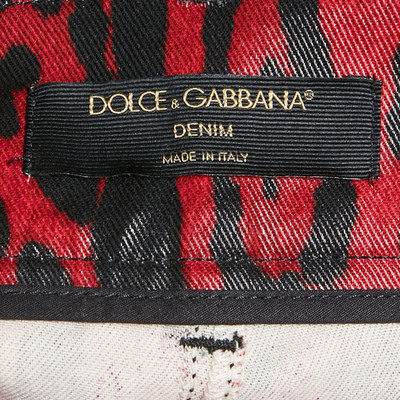 DOLCE & GABBANA®
DENIM
MADE IN ITALY